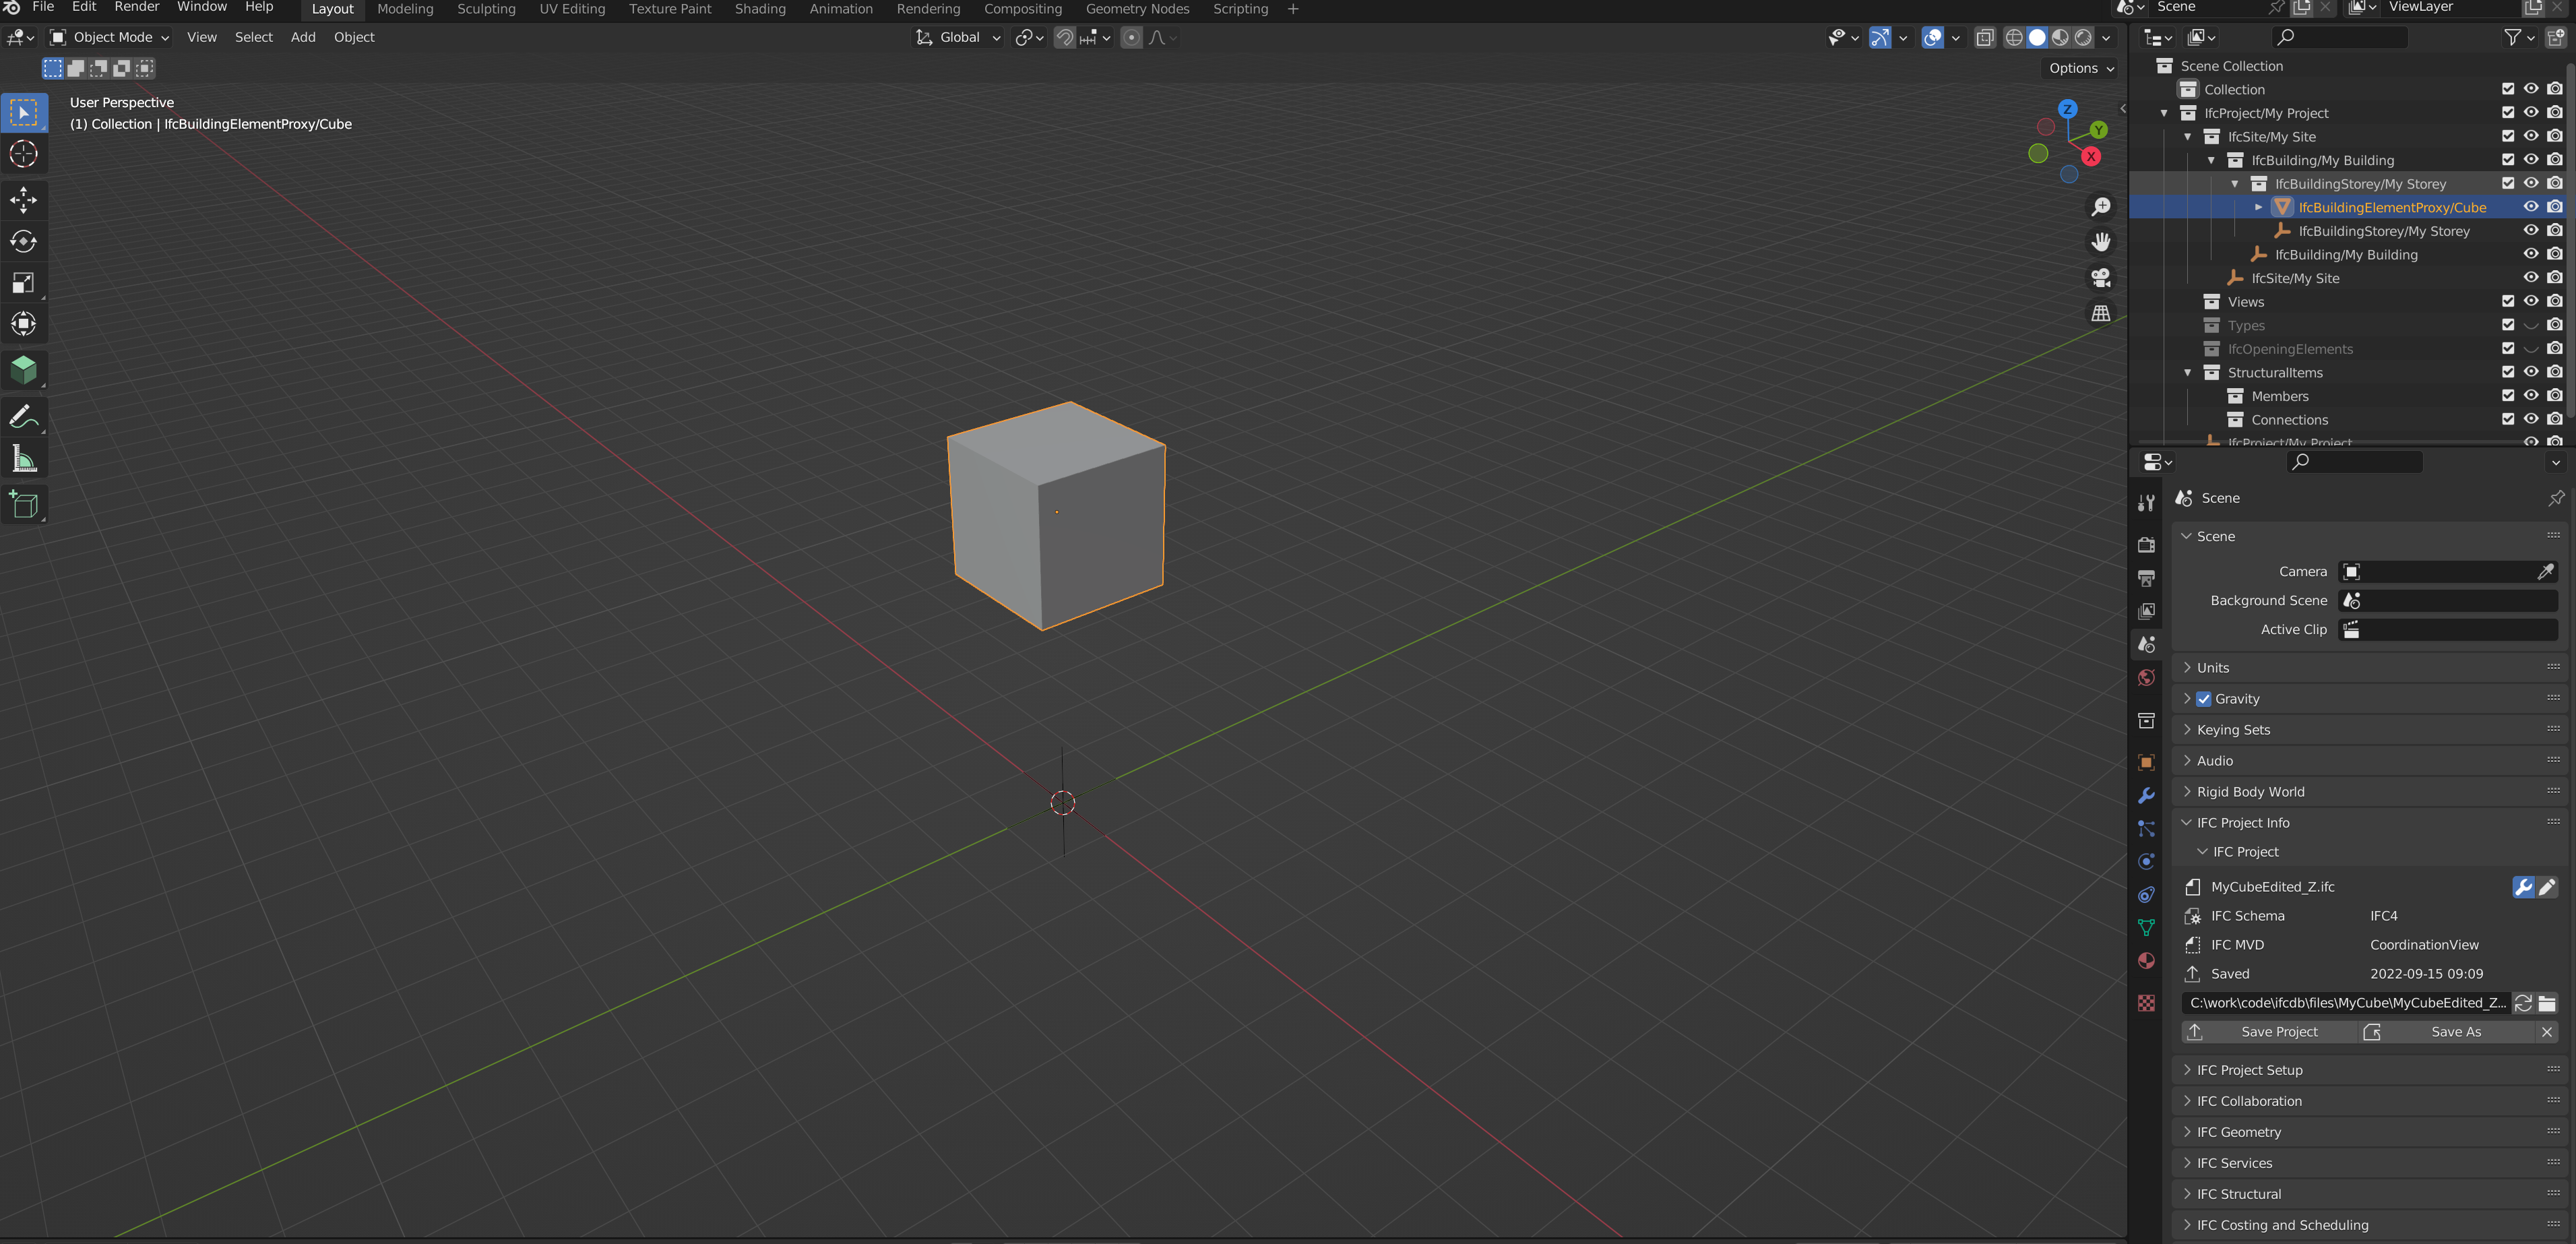 File Edit Render Window Help Layout Modeling Sculpting UV Editing Texture Paint Shading Animation Rendering Compositing Geometry Nodes Scripting + Scene ViewLayer
Object Mode View Select Add Object Global
Options
User Perspective
(1) Collection | IfcBuildingElementProxy/Cube
Z
Y
X
Scene Collection
Collection
IfcProject/My Project
IfcSite/My Site
IfcBuilding/My Building
IfcBuildingStorey/My Storey
IfcBuildingElementProxy/Cube
IfcBuildingStorey/My Storey
IfcBuilding/My Building
IfcSite/My Site
Views
Types
IfcOpeningElements
StructuralItems
Members
Connections
IfcProject/My Project
Scene
Scene
Camera
Background Scene
Active Clip
Units
Gravity
Keying Sets
Audio
Rigid Body World
IFC Project Info
IFC Project
MyCubeEdited_Z.ifc
IFC Schema IFC4
IFC MVD CoordinationView
Saved 2022-09-15 09:09
C:\work\code\ifcdb\files\MyCube\MyCubeEdited_Z...
Save Project Save As
IFC Project Setup
IFC Collaboration
IFC Geometry
IFC Services
IFC Structural
IFC Costing and Scheduling